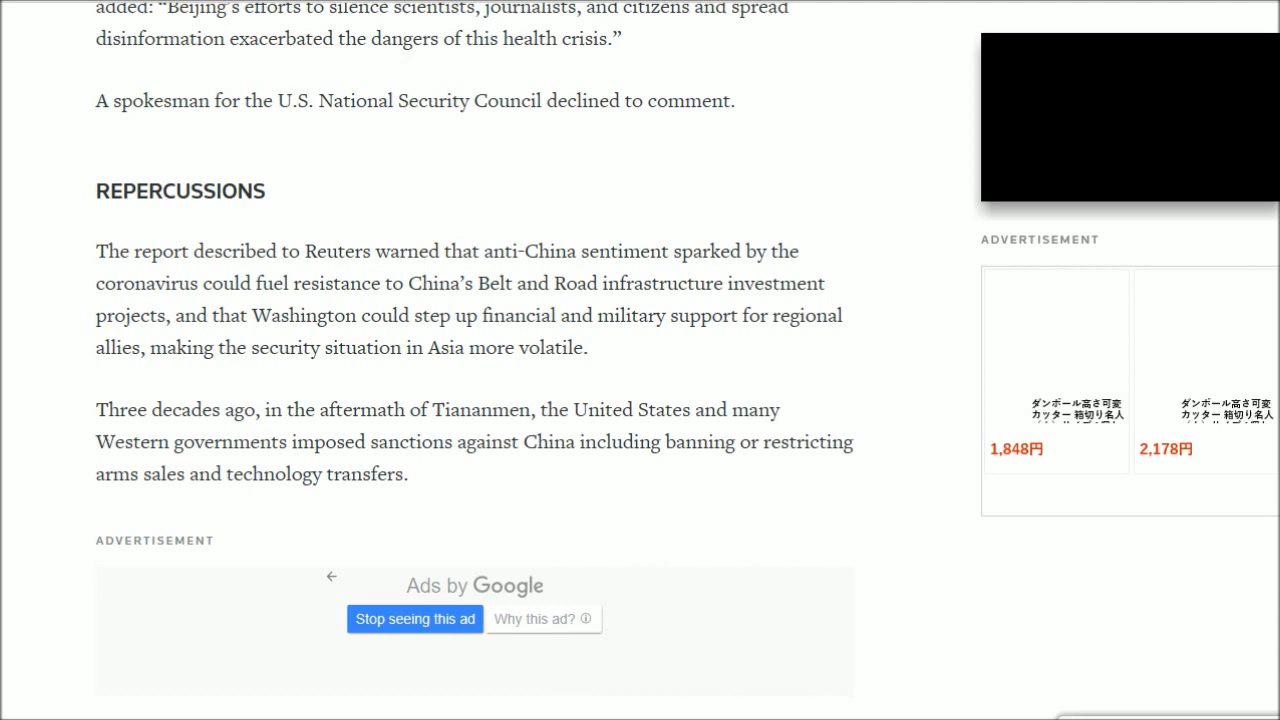 added: “Beijing’s efforts to silence scientists, journalists, and citizens and spread
disinformation exacerbated the dangers of this health crisis.”
A spokesman for the U.S. National Security Council declined to comment.
REPERCUSSIONS
The report described to Reuters warned that anti-China sentiment sparked by the
coronavirus could fuel resistance to China’s Belt and Road infrastructure investment
projects, and that Washington could step up financial and military support for regional
allies, making the security situation in Asia more volatile.
Three decades ago, in the aftermath of Tiananmen, the United States and many
Western governments imposed sanctions against China including banning or restricting
arms sales and technology transfers.
ADVERTISEMENT
Ads by Google
Stop seeing this ad
Why this ad?
ADVERTISEMENT
ダンボール高さ可変
カッター 箱切り名人
1,848円
ダンボール高さ可変
カッター 箱切り名人
2,178円